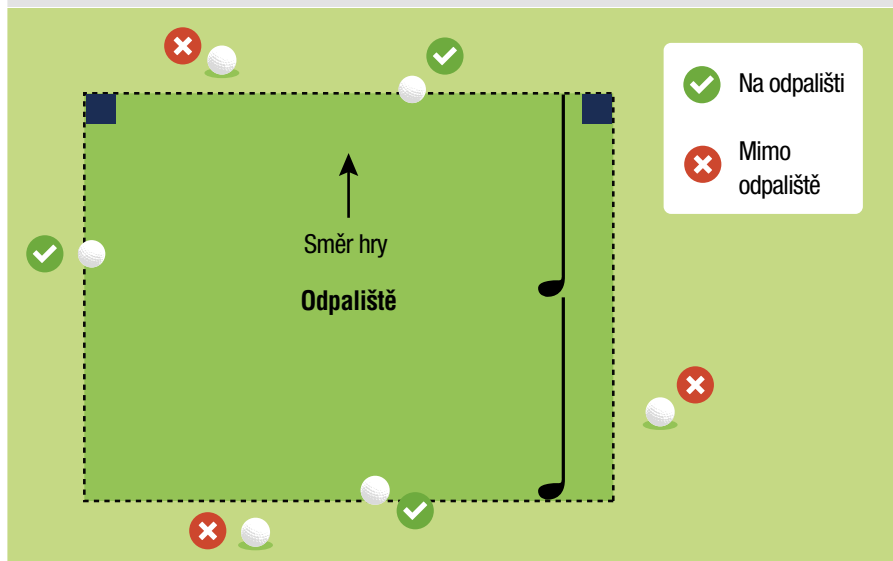 Na odpališti
Mimo
odpaliště
Směr hry
Odpaliště